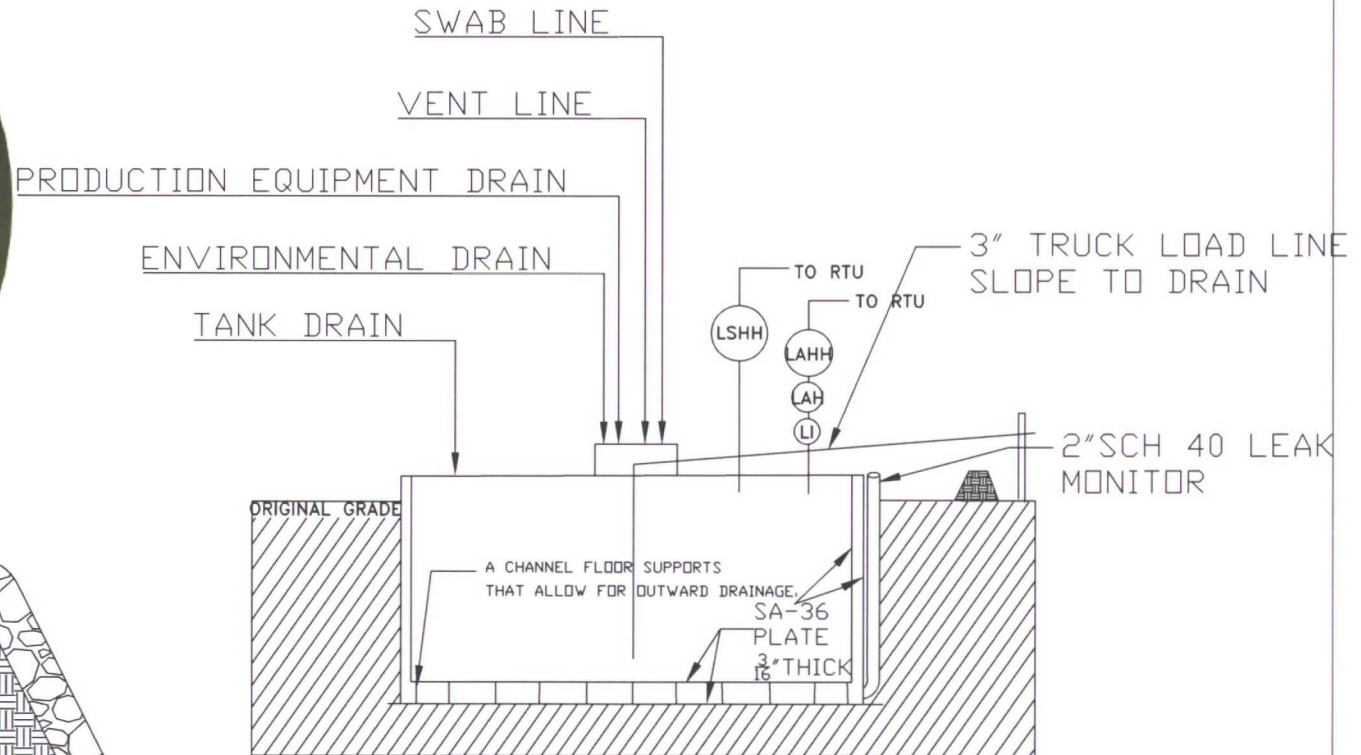 SWAB LINE
VENT LINE
PRODUCTION EQUIPMENT DRAIN
ENVIRONMENTAL DRAIN
TANK DRAIN
TO RTU
TO RTU
LSHH
LAHH
LAH
LI
3" TRUCK LOAD LINE
SLOPE TO DRAIN
2"SCH 40 LEAK
MONITOR
ORIGINAL GRADE
A CHANNEL FLOOR SUPPORTS
THAT ALLOW FOR OUTWARD DRAINAGE.
SA-36
PLATE
3/16"THICK